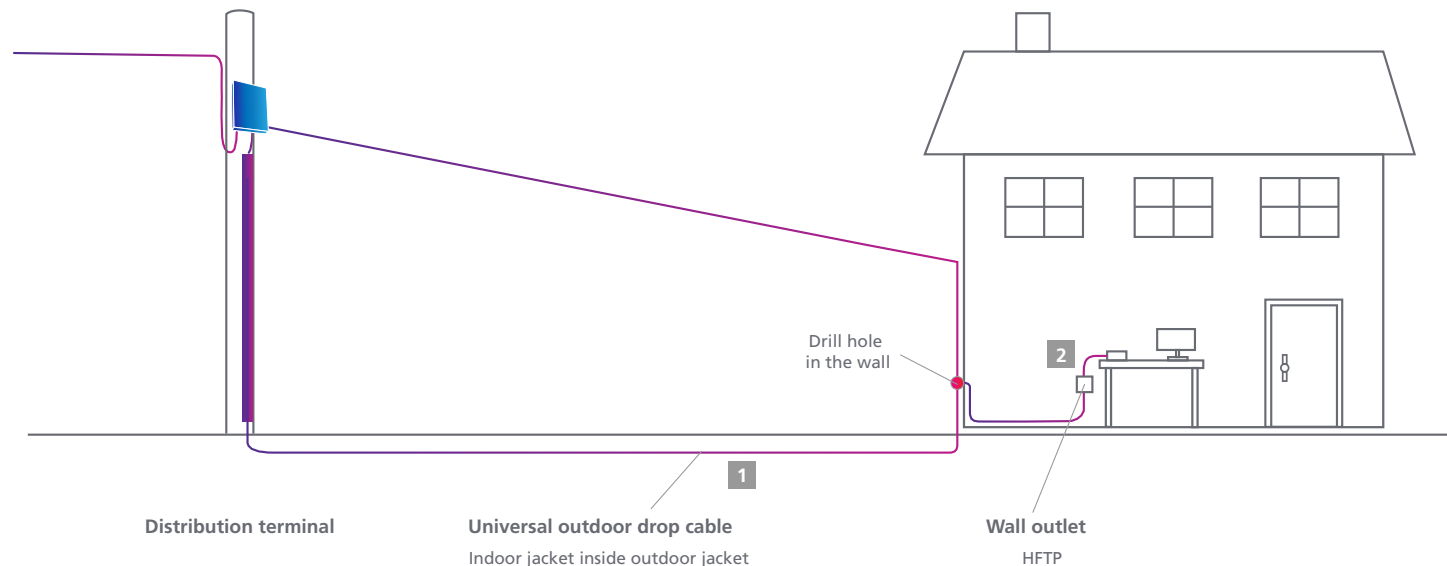 Drill hole
in the wall
2
1
Distribution terminal
Universal outdoor drop cable
Indoor jacket inside outdoor jacket
Wall outlet
HFTP